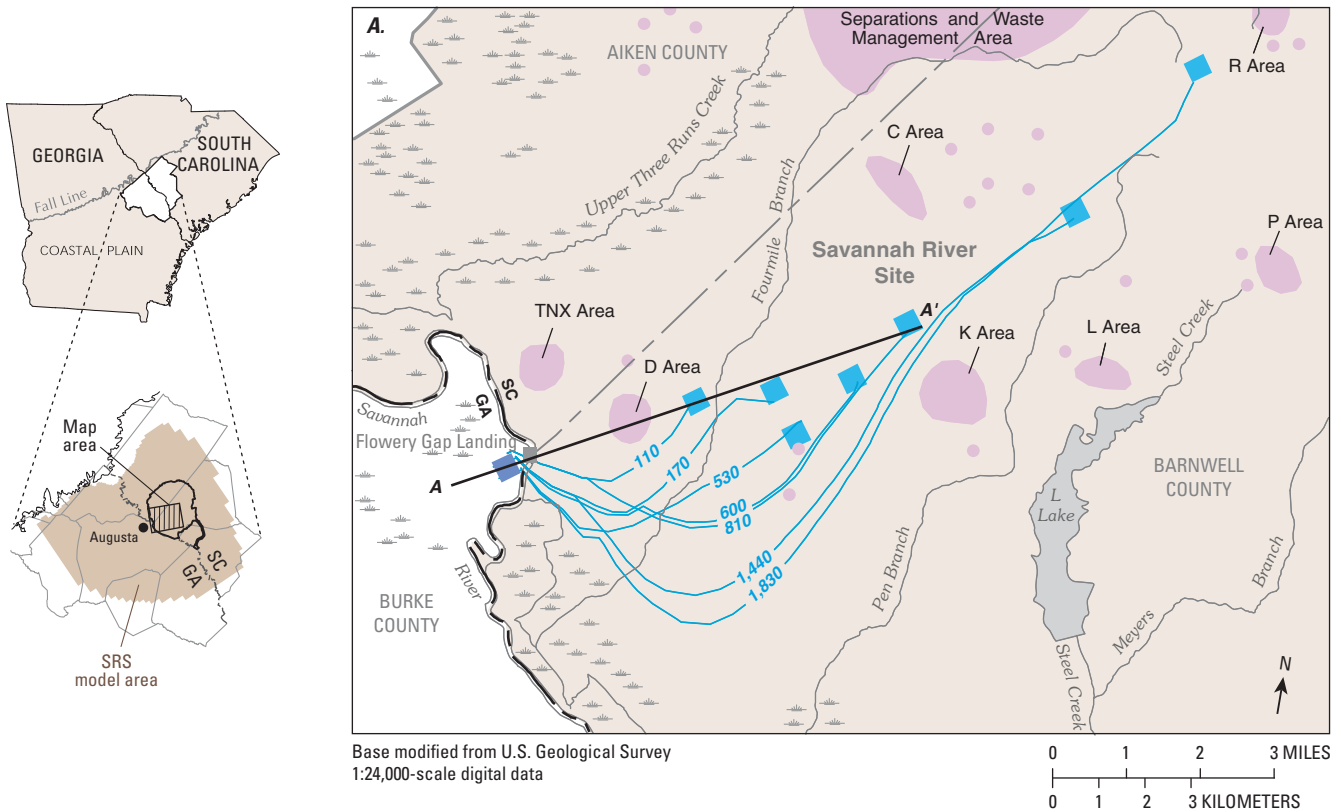 GEORGIA
SOUTH
CAROLINA
Fall Line
COASTAL PLAIN
Map
area
Augusta
SC
GA
SRS
model area
A.
Separations and Waste
Management Area
AIKEN COUNTY
R Area
Upper Three Runs Creek
C Area
Fourmile Branch
Savannah River
Site
P Area
TNX Area
A'
D Area
K Area
L Area
Steel Creek
SC
GA
Savannah
Flowery Gap Landing
A
110
170
530
600
810
1,440
1,830
BARNWELL
COUNTY
L
Lake
BURKE
COUNTY
River
Pen Branch
Meyers Branch
Steel Creek
N
Base modified from U.S. Geological Survey
1:24,000-scale digital data
0 1 2 3 MILES
0 1 2 3 KILOMETERS